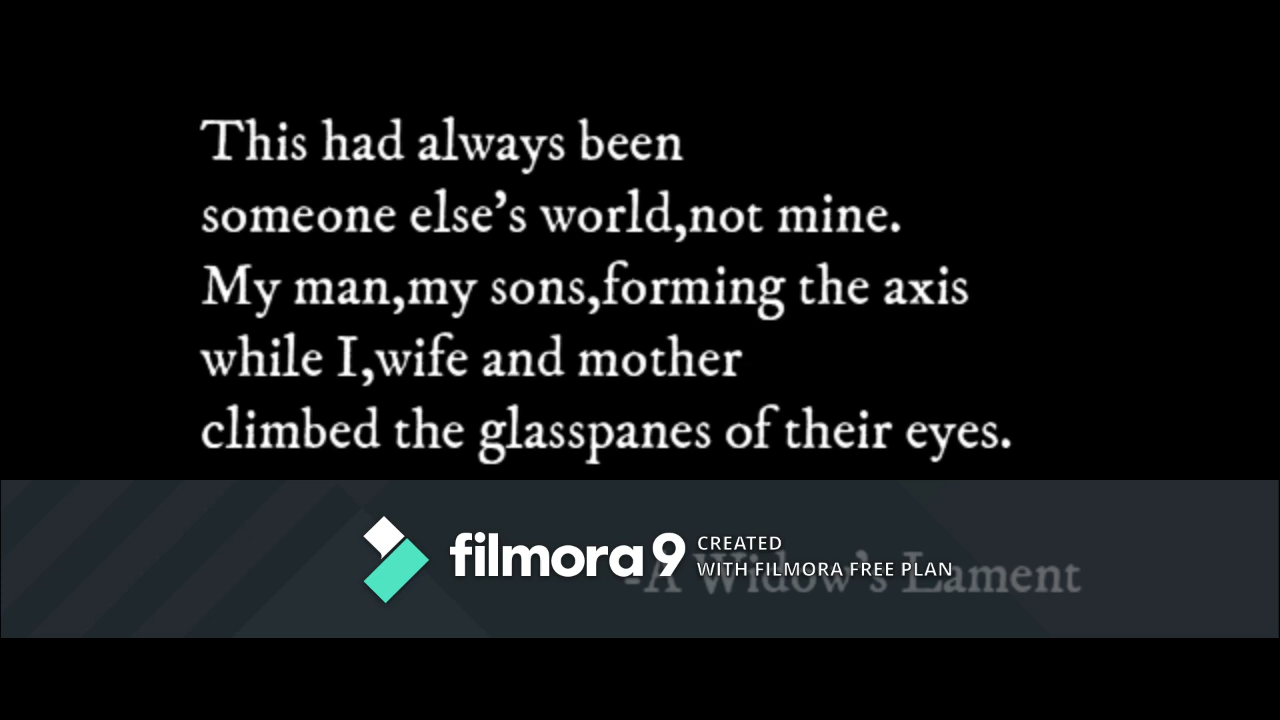 This had always been
someone else’s world,not mine.
My man,my sons,forming the axis
while I,wife and mother
climbed the glasspanes of their eyes.
filmora9 CREATED
WITH FILMORA FREE PLAN
-A Widow’s Lament